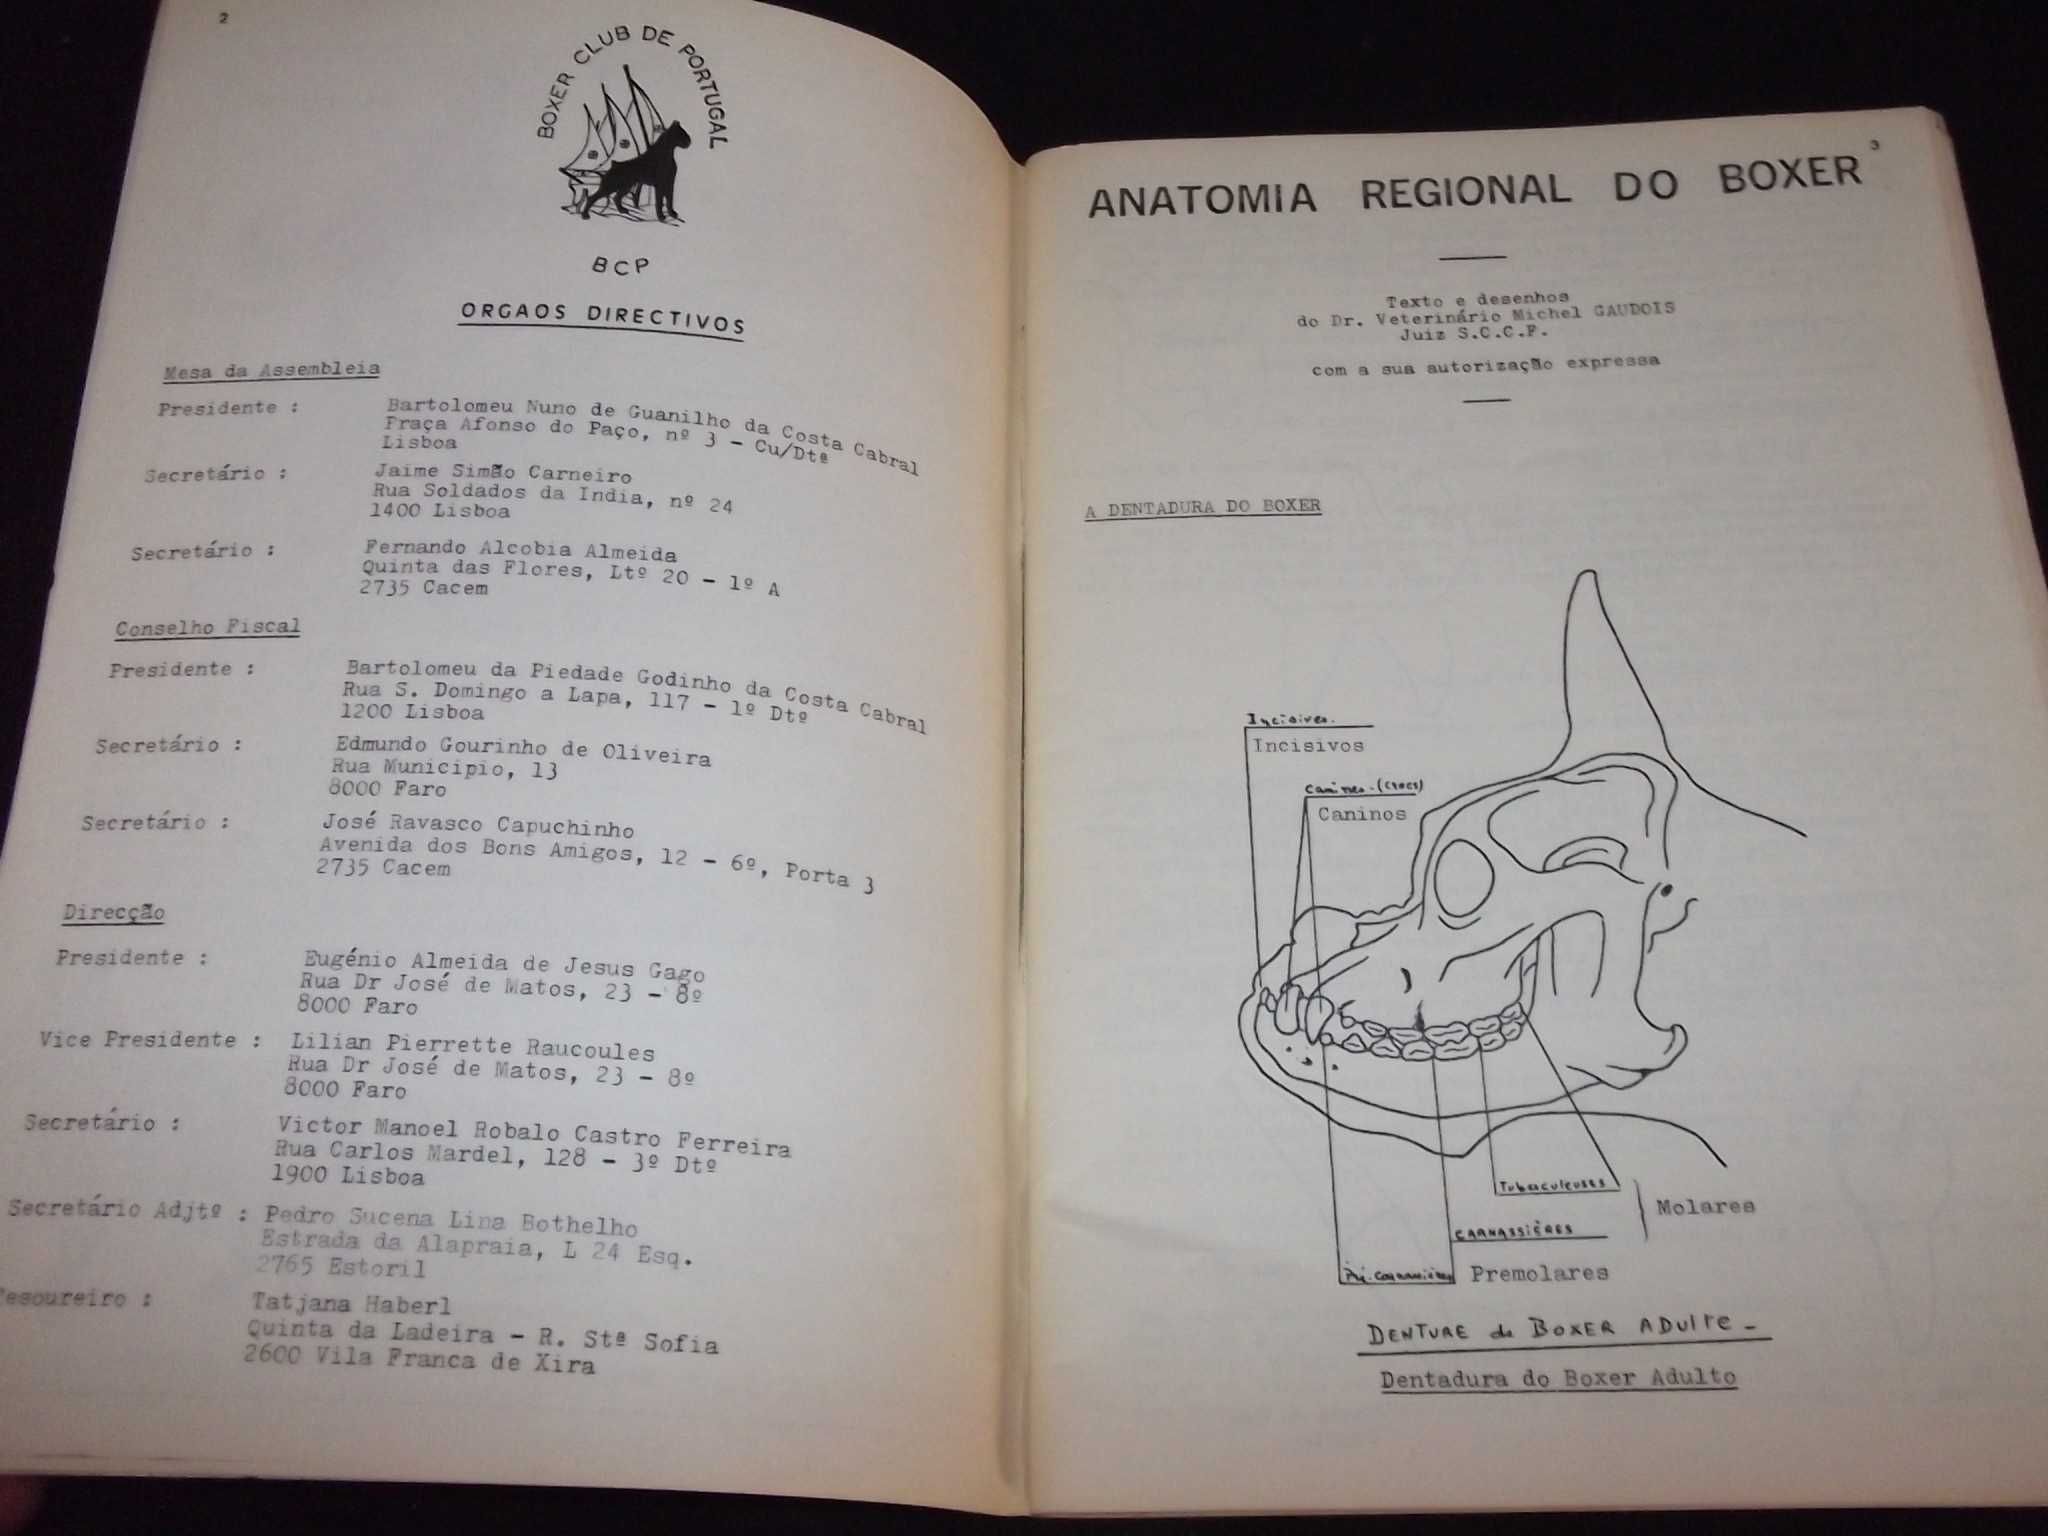 2
BOXER CLUB DE PORTUGAL
BCP
ORGAOS DIRECTIVOS
Mesa da Assembleia
Presidente : Bartolomeu Nuno de Guanilho da Costa Cabral
Praça Afonso do Paço, nº 3 - Cu/Dtª
Lisboa
Secretário : Jaime Simão Carneiro
Rua Soldados da India, nº 24
1400 Lisboa
Secretário : Fernando Alcobia Almeida
Quinta das Flores, Ltº 20 - 1º A
2735 Cacem
Conselho Fiscal
Presidente : Bartolomeu da Piedade Godinho da Costa Cabral
Rua S. Domingo a Lapa, 117 - 1º Dtº
1200 Lisboa
Secretário : Edmundo Gourinho de Oliveira
Rua Municipio, 13
8000 Faro
Secretário : José Ravasco Capuchinho
Avenida dos Bons Amigos, 12 - 6º, Porta 3
2735 Cacem
Direcção
Presidente : Eugénio Almeida de Jesus Gago
Rua Dr José de Matos, 23 - 8º
8000 Faro
Vice Presidente : Lilian Pierrette Raucoules
Rua Dr José de Matos, 23 - 8º
8000 Faro
Secretário : Victor Manoel Robalo Castro Ferreira
Rua Carlos Mardel, 128 - 3º Dtº
1900 Lisboa
Secretário Adjtº : Pedro Sucena Lina Bothelho
Estrada da Alapraia, L 24 Esq.
2765 Estoril
Tesoureiro : Tatjana Haberl
Quinta da Ladeira - R. Stª Sofia
2600 Vila Franca de Xira
3
ANATOMIA REGIONAL DO BOXER
Texto e desenhos
do Dr. Veterinário Michel GAUDOIS
Juiz S.C.C.F.
com a sua autorização expressa
A DENTADURA DO BOXER
Incisives.
Incisivos
Canines.(crocs)
Caninos
Tuberculeuses
Molares
CARNASSIÈRES
Premolares
DENTURE de BOXER ADULTE -
Dentadura do Boxer Adulto